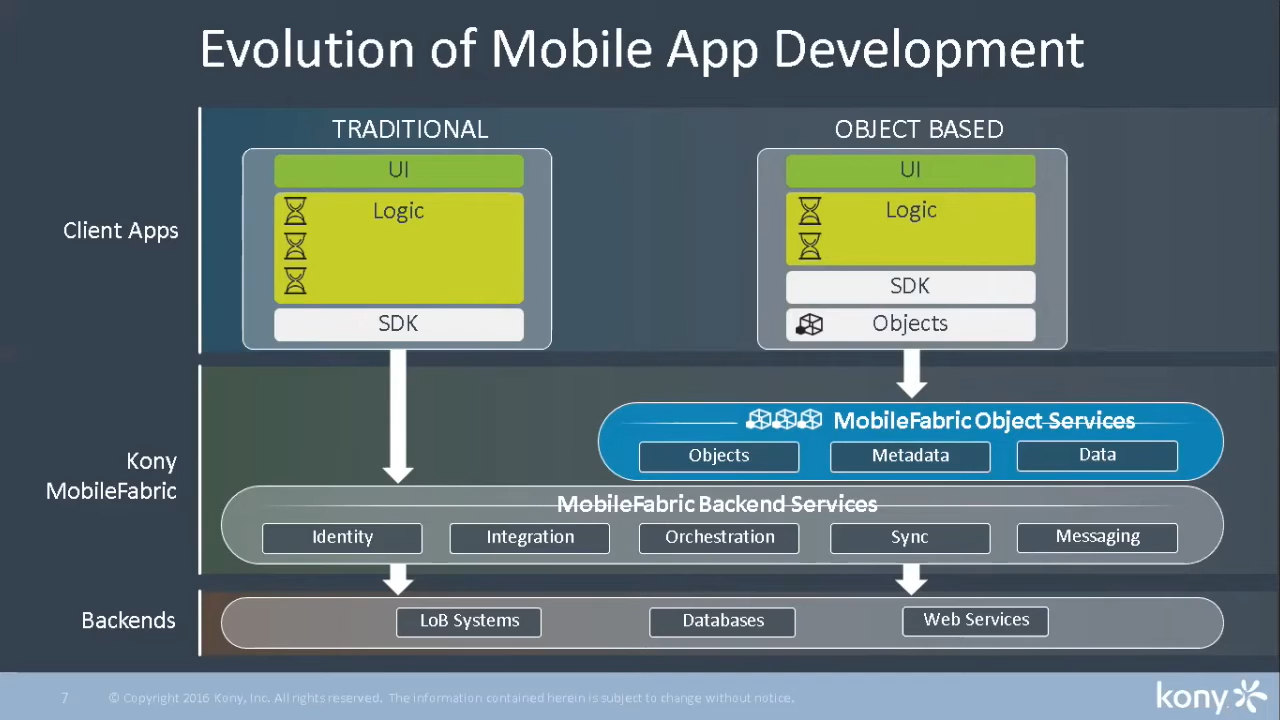 Evolution of Mobile App Development
TRADITIONAL
OBJECT BASED
Client Apps
UI
Logic
SDK
UI
Logic
SDK
Objects
Kony
MobileFabric
MobileFabric Object Services
Objects
Metadata
Data
MobileFabric Backend Services
Identity
Integration
Orchestration
Sync
Messaging
Backends
LoB Systems
Databases
Web Services
7
© Copyright 2016 Kony, Inc. All rights reserved. The information contained herein is subject to change without notice.
kony